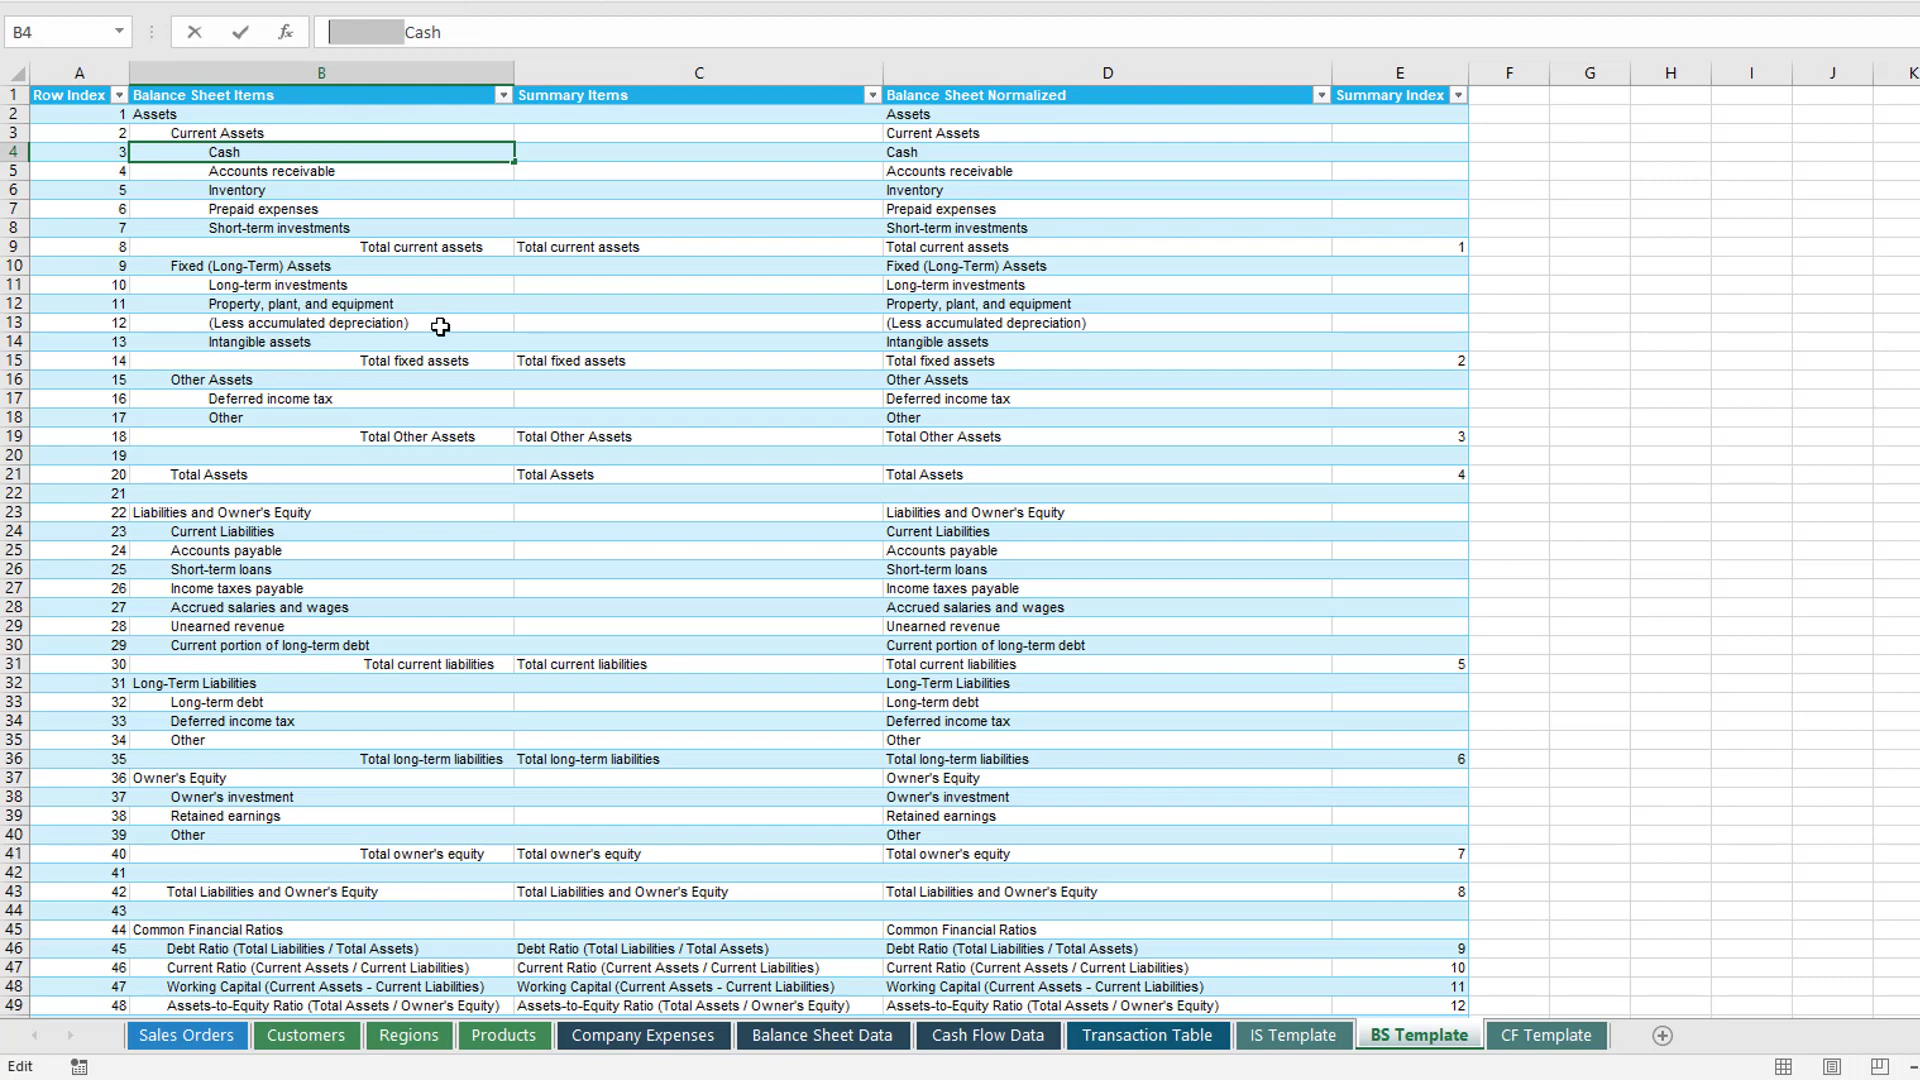 B4 fx Cash
A B C D E F G H I J K
1 Row Index Balance Sheet Items Summary Items Balance Sheet Normalized Summary Index
2 1 Assets Assets
3 2 Current Assets Current Assets
4 3 Cash Cash
5 4 Accounts receivable Accounts receivable
6 5 Inventory Inventory
7 6 Prepaid expenses Prepaid expenses
8 7 Short-term investments Short-term investments
9 8 Total current assets Total current assets Total current assets 1
10 9 Fixed (Long-Term) Assets Fixed (Long-Term) Assets
11 10 Long-term investments Long-term investments
12 11 Property, plant, and equipment Property, plant, and equipment
13 12 (Less accumulated depreciation) (Less accumulated depreciation)
14 13 Intangible assets Intangible assets
15 14 Total fixed assets Total fixed assets Total fixed assets 2
16 15 Other Assets Other Assets
17 16 Deferred income tax Deferred income tax
18 17 Other Other
19 18 Total Other Assets Total Other Assets Total Other Assets 3
20 19
21 20 Total Assets Total Assets Total Assets 4
22 21
23 22 Liabilities and Owner's Equity Liabilities and Owner's Equity
24 23 Current Liabilities Current Liabilities
25 24 Accounts payable Accounts payable
26 25 Short-term loans Short-term loans
27 26 Income taxes payable Income taxes payable
28 27 Accrued salaries and wages Accrued salaries and wages
29 28 Unearned revenue Unearned revenue
30 29 Current portion of long-term debt Current portion of long-term debt
31 30 Total current liabilities Total current liabilities Total current liabilities 5
32 31 Long-Term Liabilities Long-Term Liabilities
33 32 Long-term debt Long-term debt
34 33 Deferred income tax Deferred income tax
35 34 Other Other
36 35 Total long-term liabilities Total long-term liabilities Total long-term liabilities 6
37 36 Owner's Equity Owner's Equity
38 37 Owner's investment Owner's investment
39 38 Retained earnings Retained earnings
40 39 Other Other
41 40 Total owner's equity Total owner's equity Total owner's equity 7
42 41
43 42 Total Liabilities and Owner's Equity Total Liabilities and Owner's Equity Total Liabilities and Owner's Equity 8
44 43
45 44 Common Financial Ratios Common Financial Ratios
46 45 Debt Ratio (Total Liabilities / Total Assets) Debt Ratio (Total Liabilities / Total Assets) Debt Ratio (Total Liabilities / Total Assets) 9
47 46 Current Ratio (Current Assets / Current Liabilities) Current Ratio (Current Assets / Current Liabilities) Current Ratio (Current Assets / Current Liabilities) 10
48 47 Working Capital (Current Assets - Current Liabilities) Working Capital (Current Assets - Current Liabilities) Working Capital (Current Assets - Current Liabilities) 11
49 48 Assets-to-Equity Ratio (Total Assets / Owner's Equity) Assets-to-Equity Ratio (Total Assets / Owner's Equity) Assets-to-Equity Ratio (Total Assets / Owner's Equity) 12
Sales Orders Customers Regions Products Company Expenses Balance Sheet Data Cash Flow Data Transaction Table IS Template BS Template CF Template
Edit